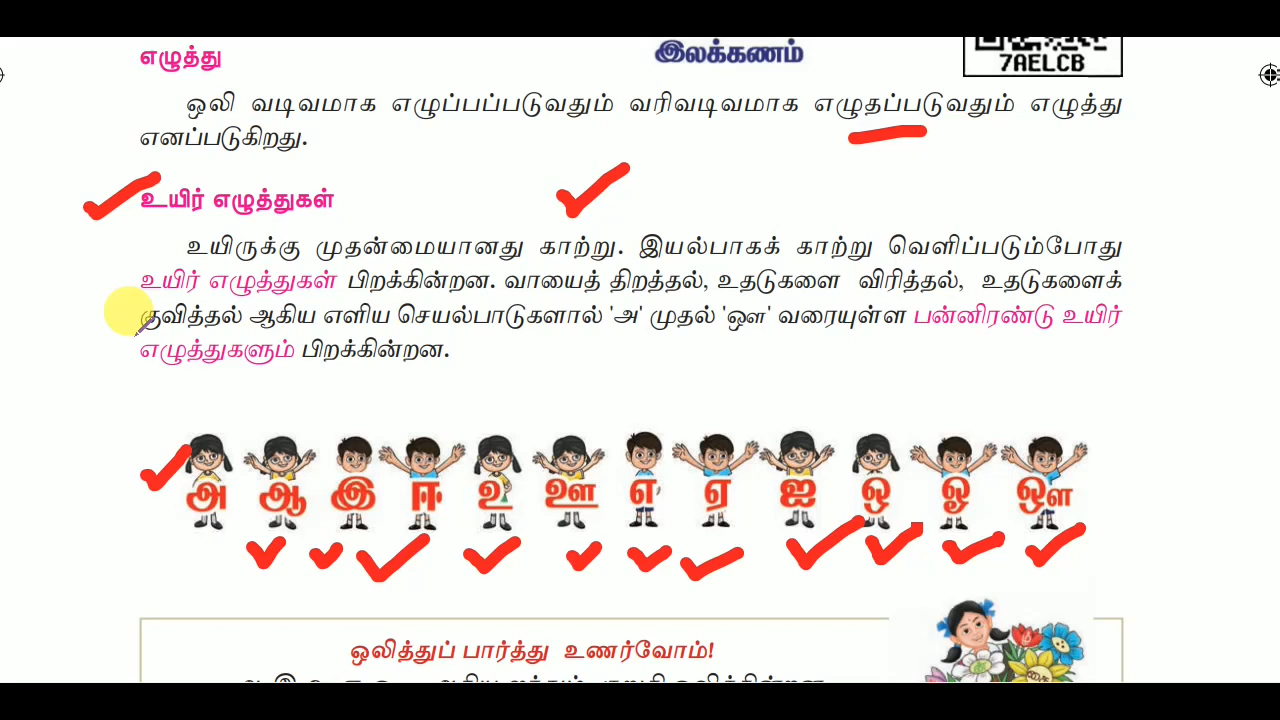 எழுத்து
இலக்கணம்
7AELCB
ஒலி வடிவமாக எழுப்பப்படுவதும் வரிவடிவமாக எழுதப்படுவதும் எழுத்து
எனப்படுகிறது.
உயிர் எழுத்துகள்
உயிருக்கு முதன்மையானது காற்று. இயல்பாகக் காற்று வெளிப்படும்போது
உயிர் எழுத்துகள் பிறக்கின்றன. வாயைத் திறத்தல், உதடுகளை விரித்தல், உதடுகளைக்
குவித்தல் ஆகிய எளிய செயல்பாடுகளால் 'அ' முதல் 'ஔ' வரையுள்ள பன்னிரண்டு உயிர்
எழுத்துகளும் பிறக்கின்றன.
அ ஆ இ ஈ உ ஊ எ ஏ ஐ ஒ ஓ ஔ
ஒலித்துப் பார்த்து உணர்வோம்!